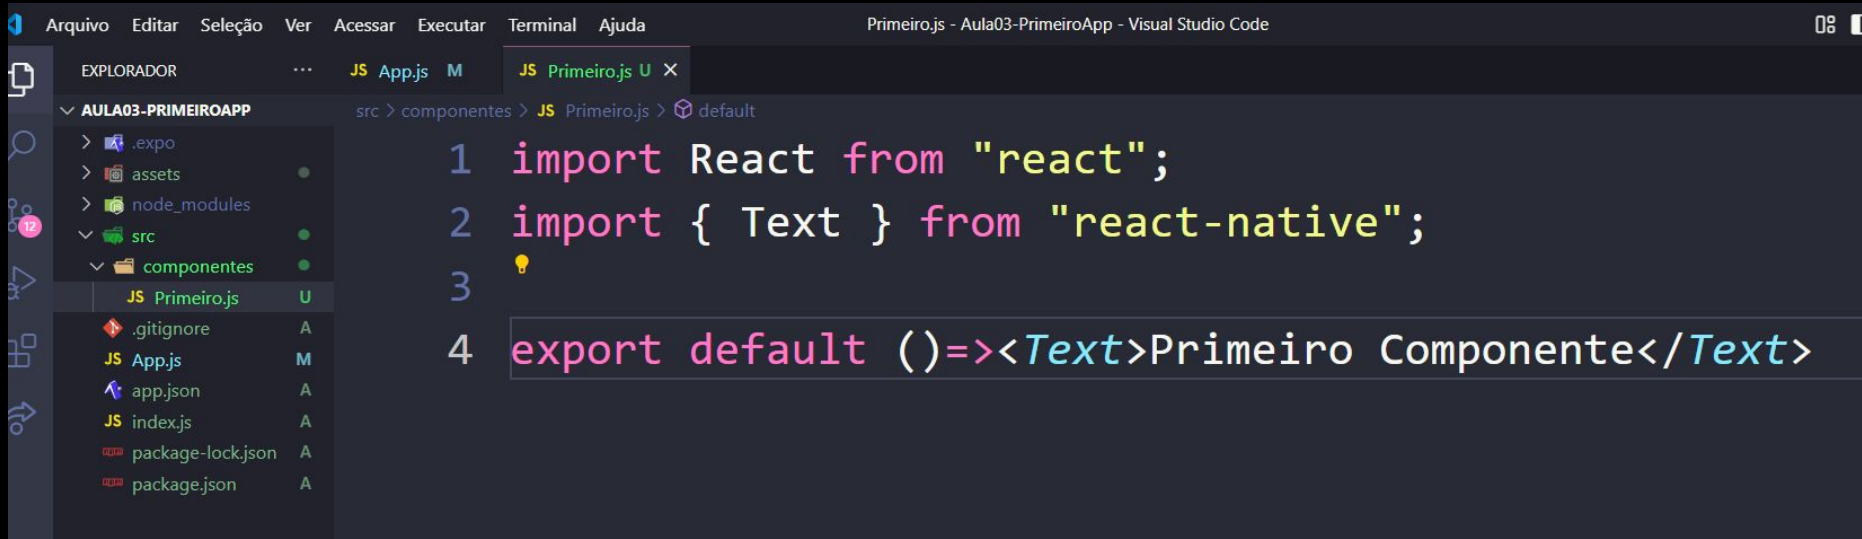 Arquivo Editar Seleção Ver Acessar Executar Terminal Ajuda Primeiro.js - Aula03-PrimeiroApp - Visual Studio Code
EXPLORADOR ...
AULA03-PRIMEIROAPP
.expo
assets
node_modules
src
componentes
JS Primeiro.js U
.gitignore A
JS App.js M
app.json A
JS index.js A
package-lock.json A
package.json A
12
JS App.js M JS Primeiro.js U
src > componentes > JS Primeiro.js > default
1 import React from "react";
2 import { Text } from "react-native";
3
4 export default ()=><Text>Primeiro Componente</Text>